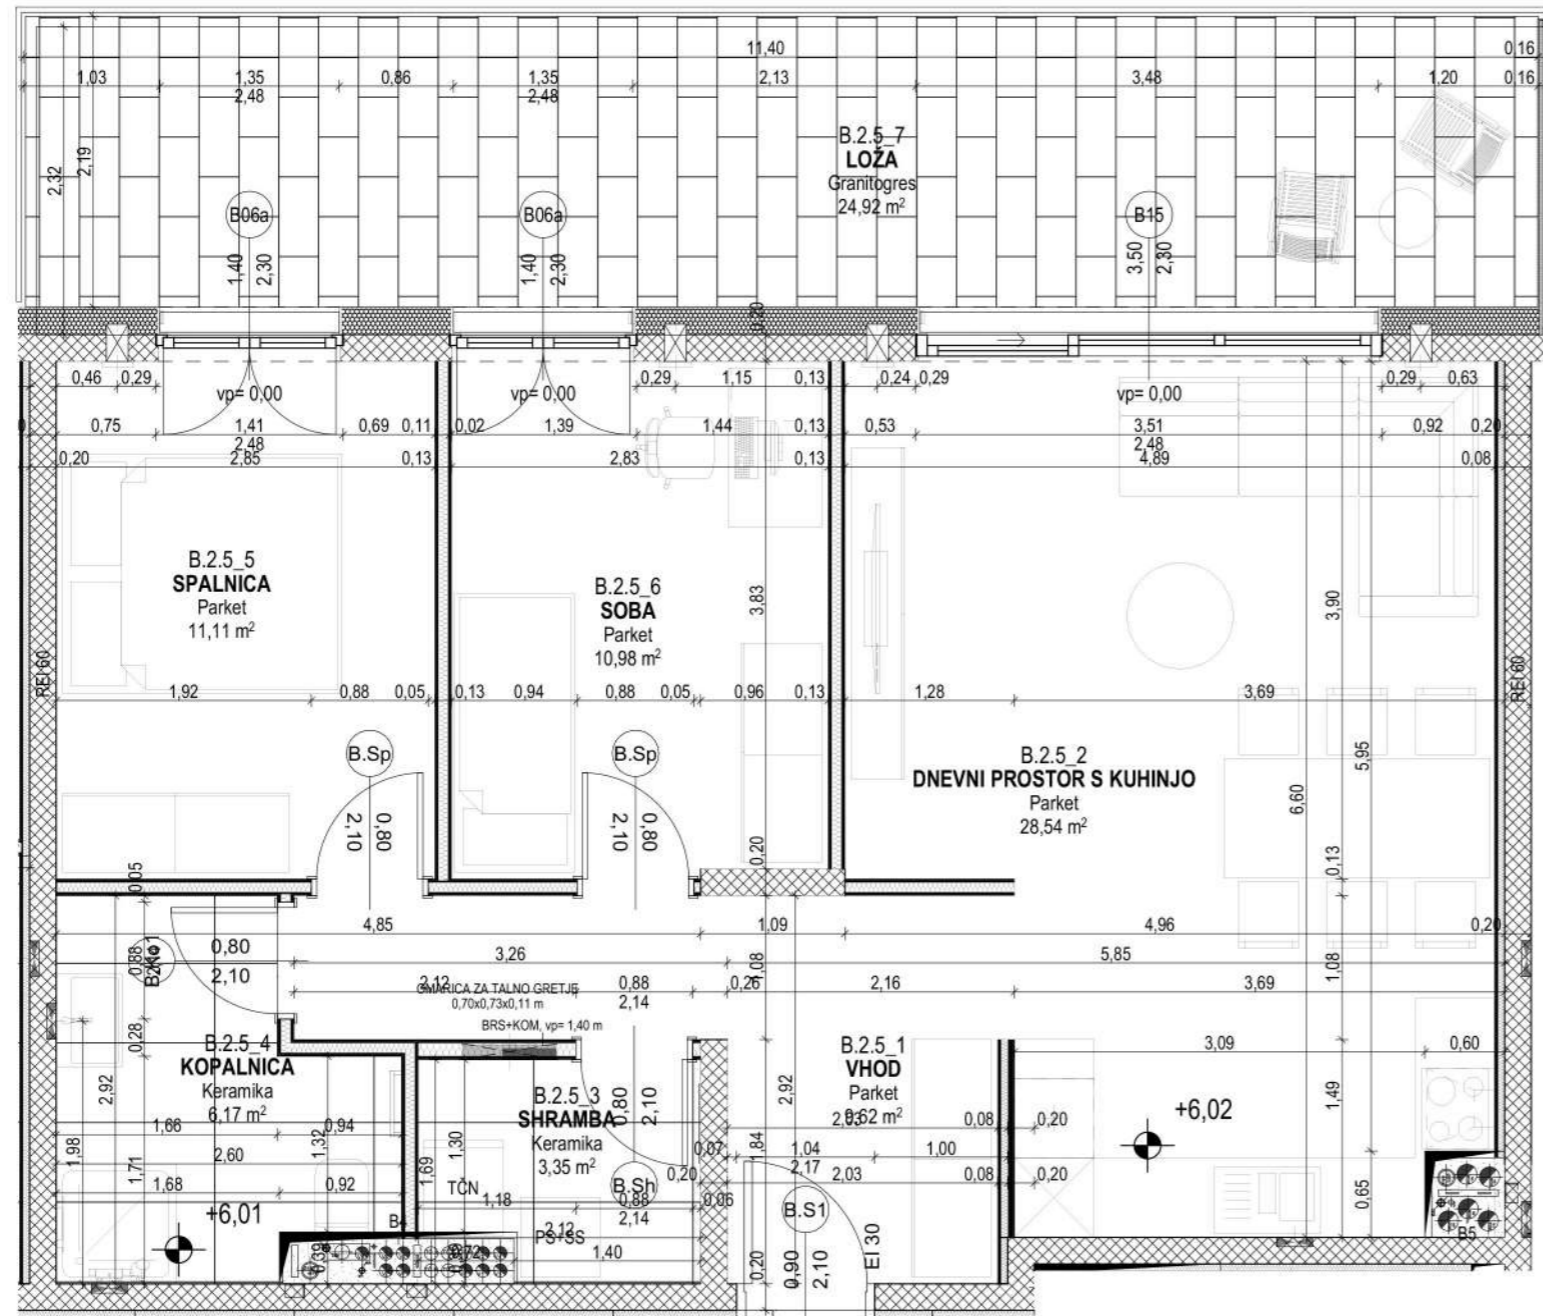 11,40 0,16
1,03 1,35 0,86 1,35 2,13 3,48 1,20 0,16
2,48 2,48
2,32 2,19
B.2.5_7
LOŽA
Granitogres
24,92 m²
B06a B06a B15
1,40 2,30 1,40 2,30 3,50 2,30
0,20
0,46 0,29 0,29 1,15 0,13 0,24 0,29 0,29 0,63
vp= 0,00 vp= 0,00 vp= 0,00
0,75 1,41 0,69 0,11 0,02 1,39 1,44 0,13 0,53 3,51 0,92 0,20
2,48 2,48
0,20 2,85 0,13 2,83 0,13 4,89 0,08
B.2.5_5
SPALNICA
Parket
11,11 m²
B.2.5_6
SOBA
Parket
10,98 m²
3,83 3,90
REI 60 REI 60
1,92 0,88 0,05 0,13 0,94 0,88 0,05 0,96 0,13 1,28 3,69
B.Sp B.Sp
0,80 2,10 0,80 2,10
B.2.5_2
DNEVNI PROSTOR S KUHINJO
Parket
28,54 m²
5,95
6,60
0,05 0,20 0,13
4,85 1,09 4,96 0,20
0,80
2,10
0,88
3,26 5,85
1,08 1,08
2,12 0,88 0,26 2,16 3,69
2,14
OMARICA ZA TALNO GRETJE
0,70x0,73x0,11 m
BRS+KOM, vp= 1,40 m
0,28
B.2.5_4
KOPALNICA
Keramika
6,17 m²
B.2.5_3
SHRAMBA
Keramika
3,35 m²
0,80 2,10
B.2.5_1
VHOD
Parket
3,09 0,60
+6,02
2,92 2,92 1,49
1,66 0,94 2,03 0,08 0,20
1,98 1,71 1,32 1,69 1,30 1,84
2,60 0,07 1,04 1,00
0,20 2,17 2,03 0,08 0,20
1,68 0,92 TČN 1,18 0,88 0,06
B.Sh B.S1
2,14
+6,01
B4
2,12
PS+SS
0,39 0,72 1,40
0,20 0,90 2,10 EI 30
0,65
B5